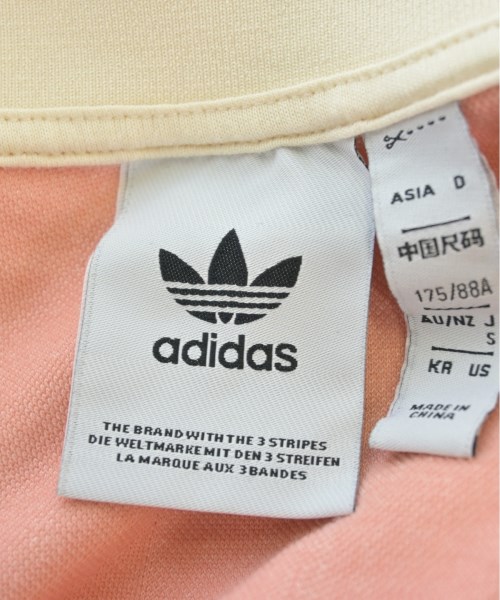 adidas
THE BRAND WITH THE 3 STRIPES
DIE WELTMARKE MIT DEN 3 STREIFEN
LA MARQUE AUX 3 BANDES
ASIA D
中国尺码
175/88A
AU/NZ J
S
KR US
MADE IN
CHINA